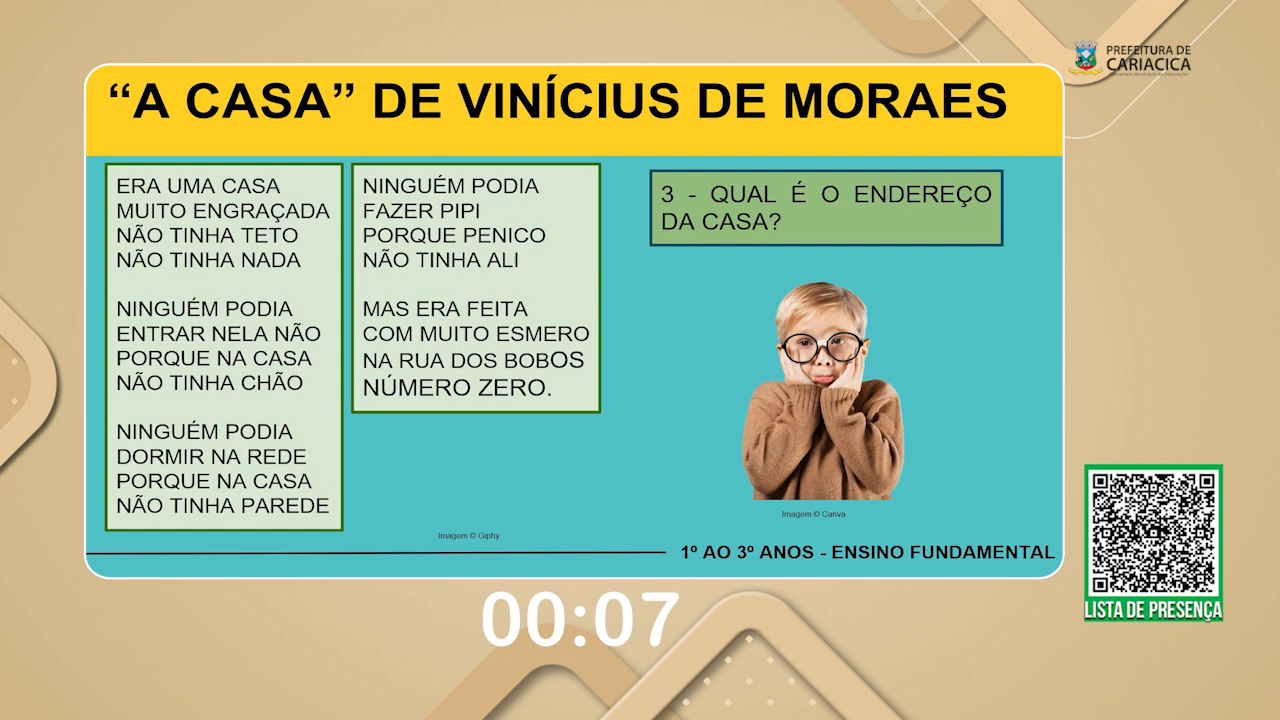 PREFEITURA DE
CARIACICA
“A CASA” DE VINÍCIUS DE MORAES
ERA UMA CASA
MUITO ENGRAÇADA
NÃO TINHA TETO
NÃO TINHA NADA
NINGUÉM PODIA
ENTRAR NELA NÃO
PORQUE NA CASA
NÃO TINHA CHÃO
NINGUÉM PODIA
DORMIR NA REDE
PORQUE NA CASA
NÃO TINHA PAREDE
NINGUÉM PODIA
FAZER PIPI
PORQUE PENICO
NÃO TINHA ALI
MAS ERA FEITA
COM MUITO ESMERO
NA RUA DOS BOBOS
NÚMERO ZERO.
3 - QUAL É O ENDEREÇO
DA CASA?
Imagem © Canva
Imagem © Giphy
1º AO 3º ANOS - ENSINO FUNDAMENTAL
00:07
LISTA DE PRESENÇA